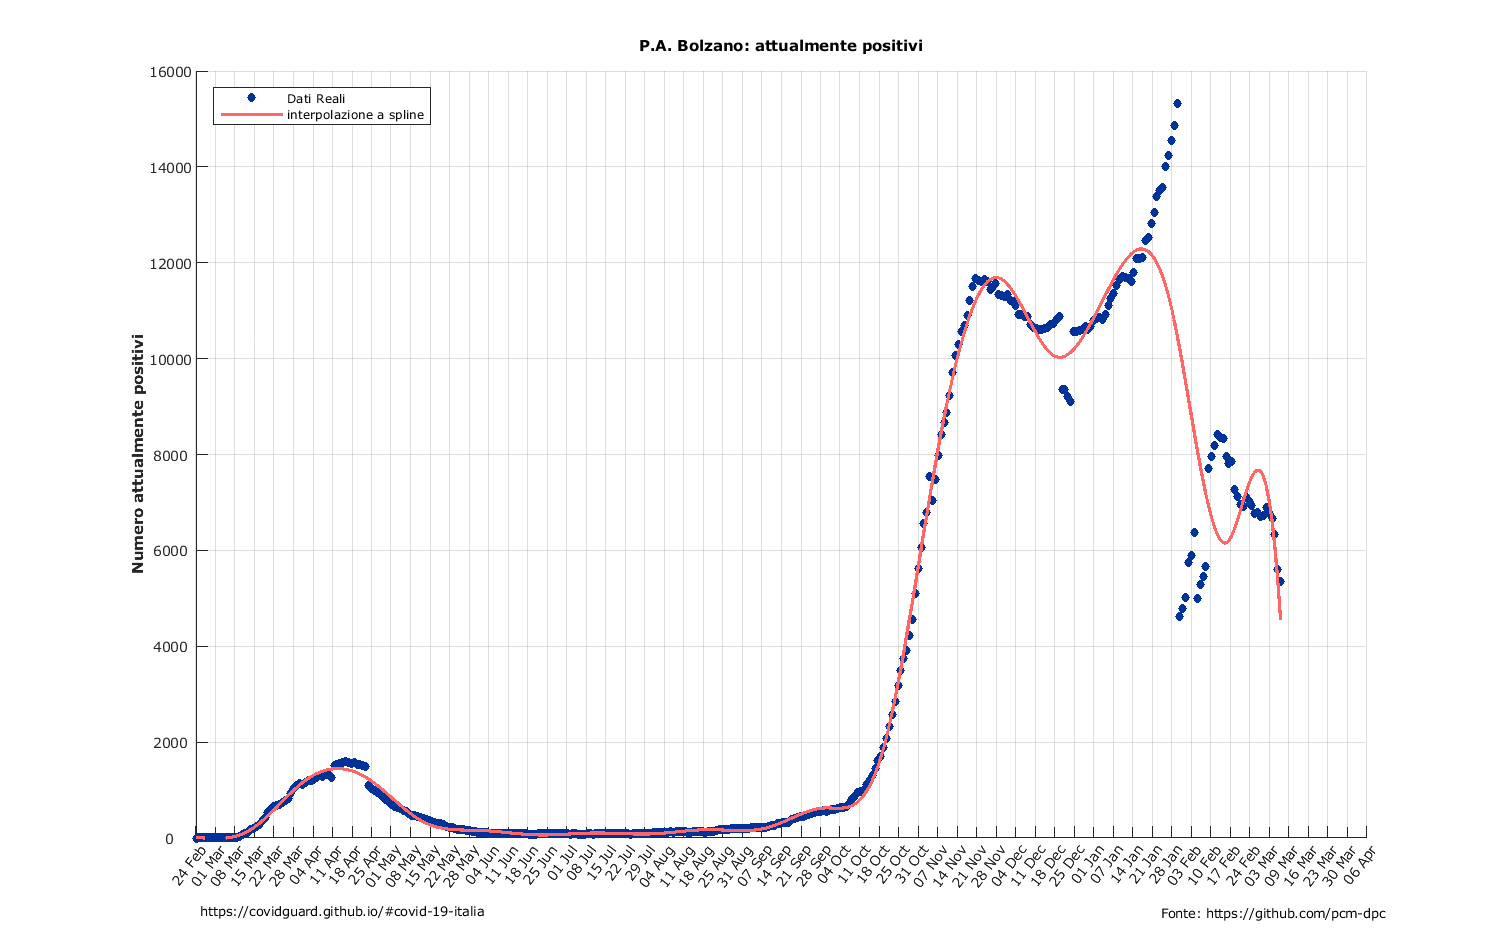 P.A. Bolzano: attualmente positivi
Dati Reali
interpolazione a spline
Numero attualmente positivi
16000
14000
12000
10000
8000
6000
4000
2000
0
24 Feb
01 Mar
08 Mar
15 Mar
22 Mar
28 Mar
04 Apr
11 Apr
18 Apr
25 Apr
01 May
08 May
15 May
22 May
28 May
04 Jun
11 Jun
18 Jun
25 Jun
01 Jul
08 Jul
15 Jul
22 Jul
29 Jul
04 Aug
11 Aug
18 Aug
25 Aug
31 Aug
07 Sep
14 Sep
21 Sep
28 Sep
04 Oct
11 Oct
18 Oct
25 Oct
31 Oct
07 Nov
14 Nov
21 Nov
28 Nov
04 Dec
11 Dec
18 Dec
25 Dec
01 Jan
07 Jan
14 Jan
21 Jan
28 Jan
03 Feb
10 Feb
17 Feb
24 Feb
03 Mar
09 Mar
16 Mar
23 Mar
30 Mar
06 Apr
https://covidguard.github.io/#covid-19-italia
Fonte: https://github.com/pcm-dpc